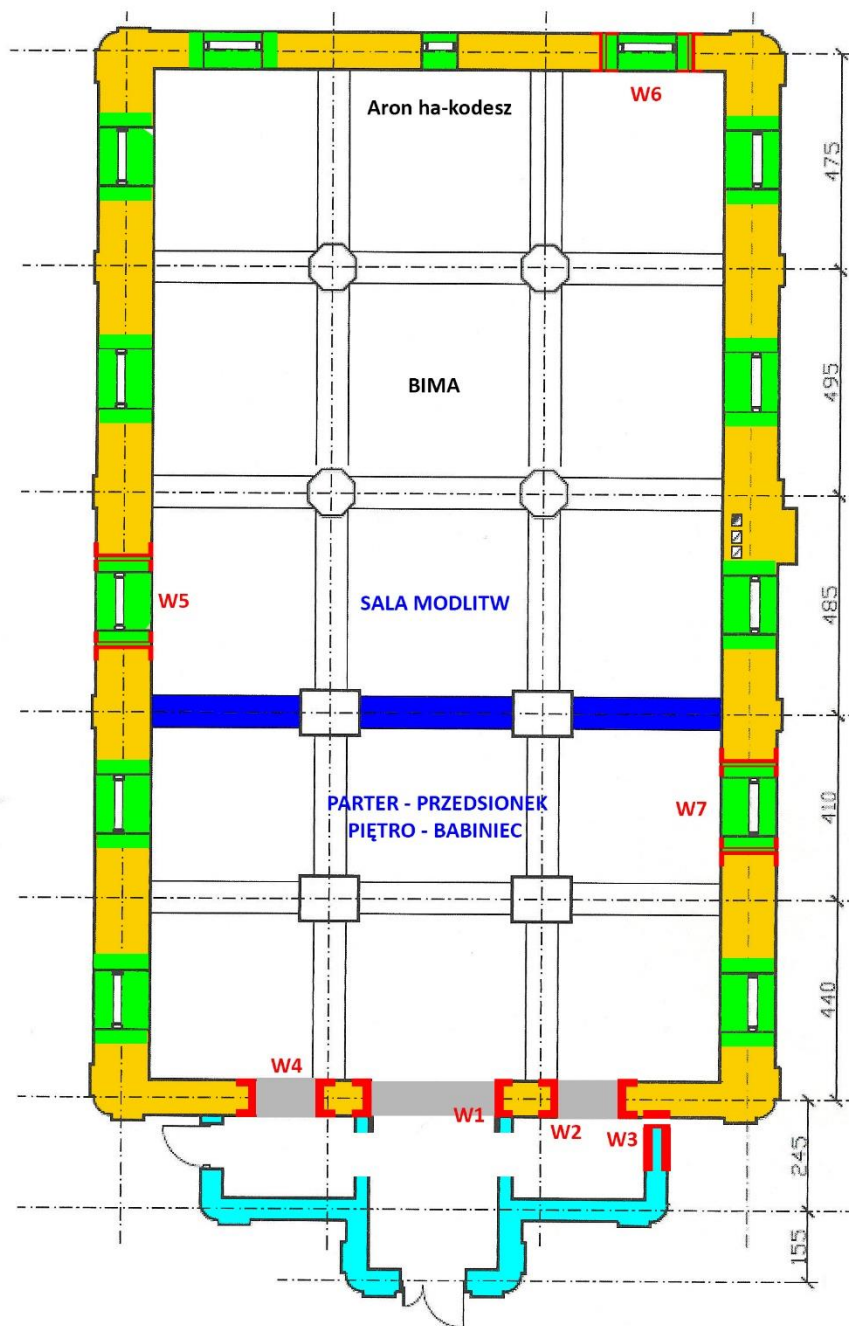 Aron ha-kodesz
W6
475
BIMA
495
W5
SALA MODLITW
485
PARTER - PRZEDSIONEK
PIĘTRO - BABINIEC
W7
410
440
W4
W1
W2
W3
245
155